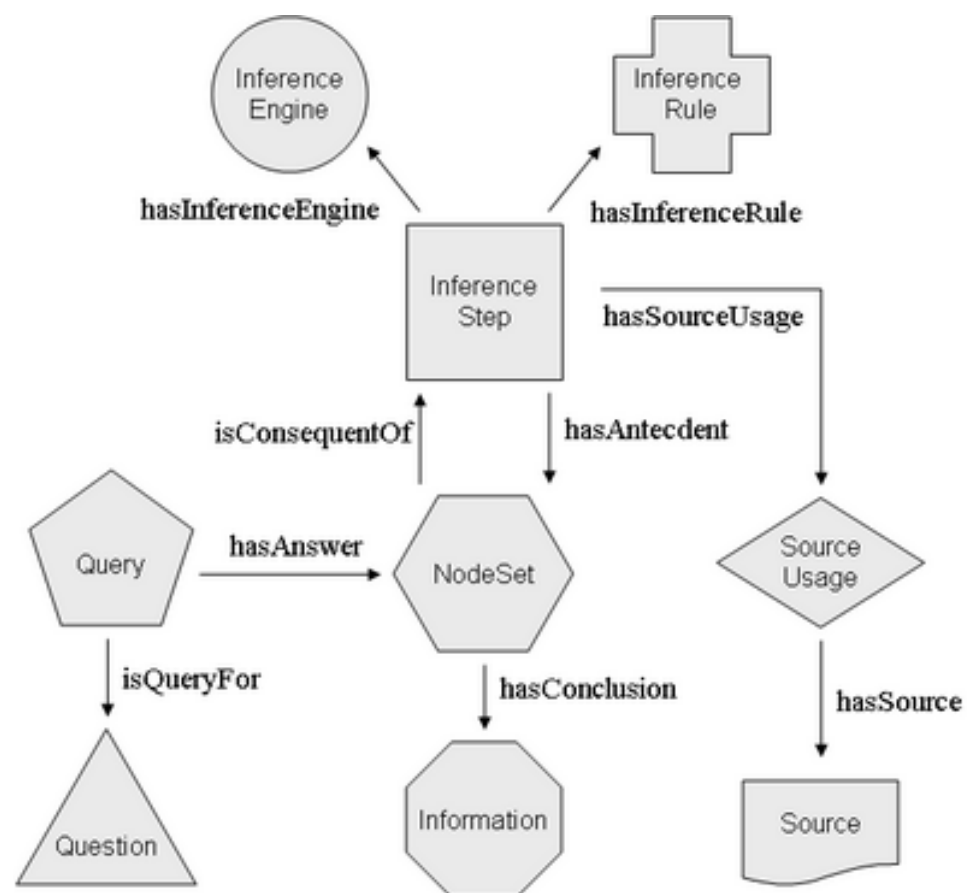 Inference
Engine
Inference
Rule
hasInferenceEngine
hasInferenceRule
Inference
Step
hasSourceUsage
isConsequentOf
hasAntecdent
Query
hasAnswer
NodeSet
Source
Usage
isQueryFor
hasConclusion
hasSource
Question
Information
Source